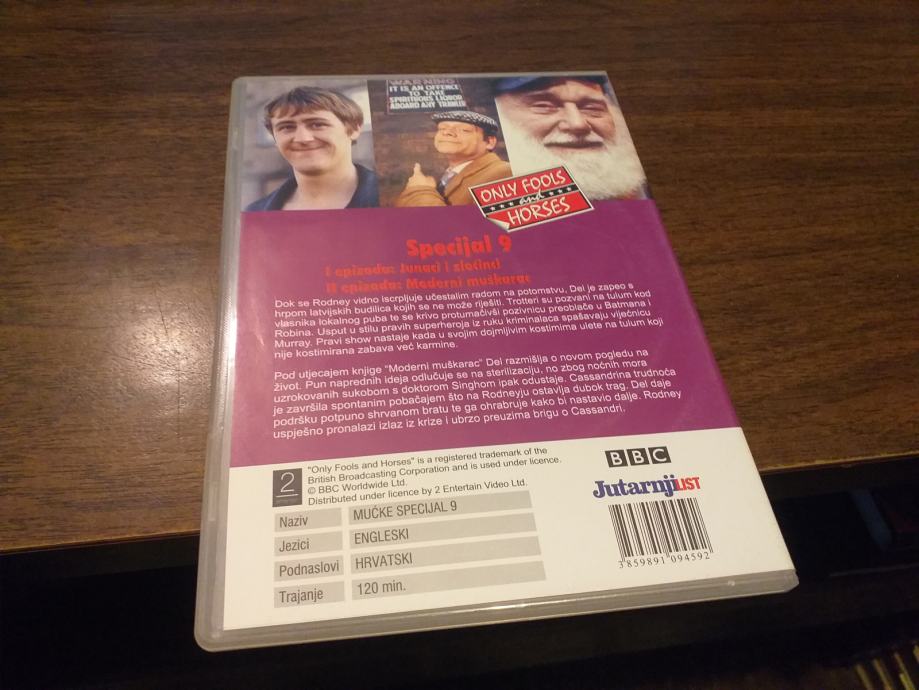 WARNING
IT IS AN OFFENCE
TO TAKE
SPIRITUOUS LIQUOR
ABOARD ANY TRAWLER
ONLY FOOLS
and
HORSES
Specijal 9
I epizoda: Junaci i zločinci
II epizoda: Moderni muškarac
Dok se Rodney vidno iscrpljuje učestalim radom na potomstvu, Del je zapeo s
hrpom latvijskih budilica kojih se ne može riješiti. Trotteri su pozvani na tulum kod
vlasnika lokalnog puba te se krivo protumačivši pozivnicu preoblače u Batmana i
Robina. Usput u stilu pravih superheroja iz ruku kriminalaca spašavaju vijećnicu
Murray. Pravi show nastaje kada u svojim dojmljivim kostimima ulete na tulum koji
nije kostimirana zabava već karmine.
Pod utjecajem knjige "Moderni muškarac" Del razmišlja o novom pogledu na
život. Pun naprednih ideja odlučuje se na sterilizaciju, no zbog noćnih mora
uzrokovanih sukobom s doktorom Singhom ipak odustaje. Cassandrina trudnoća
je završila spontanim pobačajem što na Rodneyju ostavlja dubok trag. Del daje
podršku potpuno shrvanom bratu te ga ohrabruje kako bi nastavio dalje. Rodney
uspješno pronalazi izlaz iz krize i ubrzo preuzima brigu o Cassandri.
2
"Only Fools and Horses" is a registered trademark of the
British Broadcasting Corporation and is used under licence.
© BBC Worldwide Ltd.
Distributed under licence by 2 Entertain Video Ltd.
BBC
Jutarnji LIST
Naziv MUĆKE SPECIJAL 9
Jezici ENGLESKI
Podnaslovi HRVATSKI
Trajanje 120 min.
3859891 094592